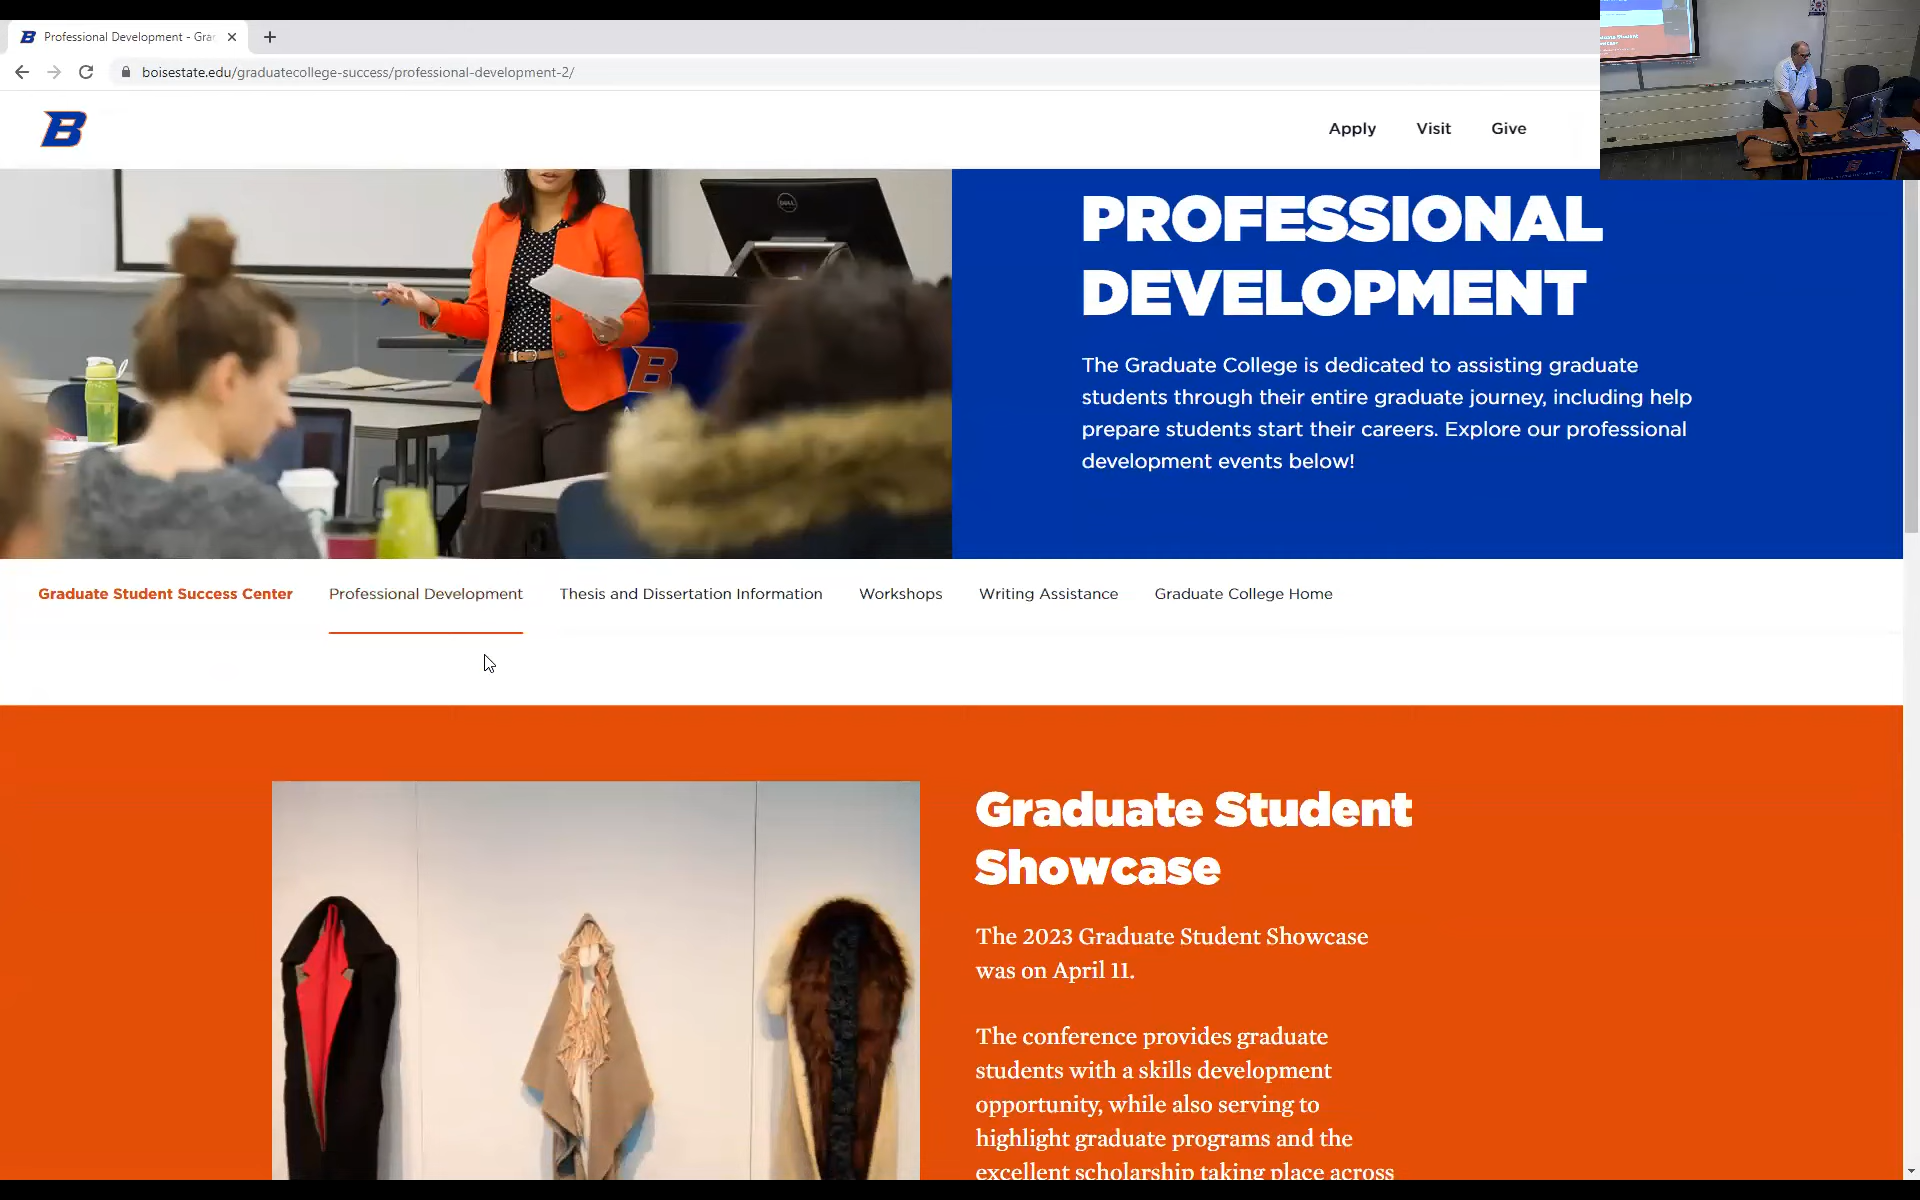 Professional Development - Gra
boisestate.edu/graduatecollege-success/professional-development-2/
B
Apply
Visit
Give
DELL
B
PROFESSIONAL
DEVELOPMENT
The Graduate College is dedicated to assisting graduate
students through their entire graduate journey, including help
prepare students start their careers. Explore our professional
development events below!
Graduate Student Success Center
Professional Development
Thesis and Dissertation Information
Workshops
Writing Assistance
Graduate College Home
Graduate Student
Showcase
The 2023 Graduate Student Showcase
was on April 11.
The conference provides graduate
students with a skills development
opportunity, while also serving to
highlight graduate programs and the
excellent scholarship taking place across